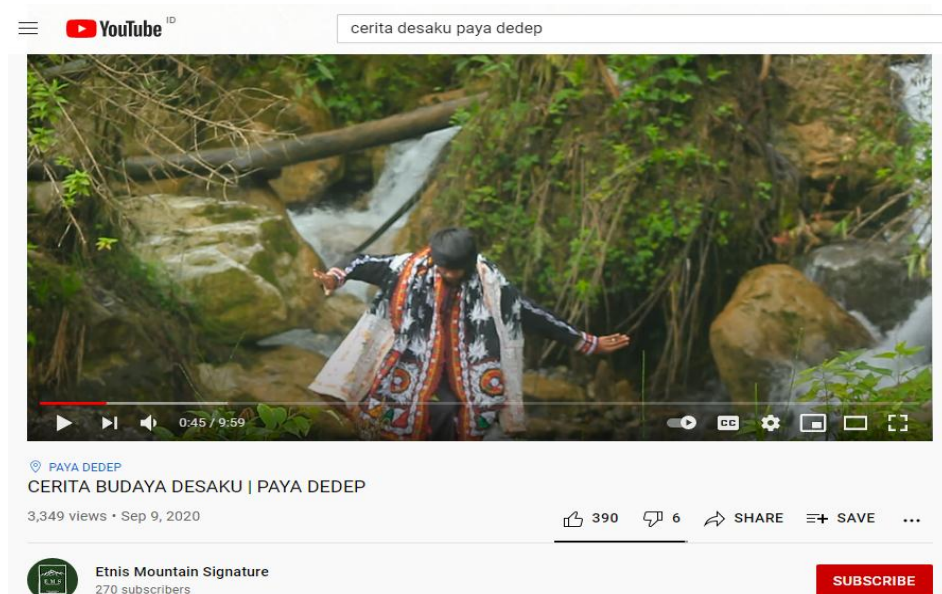 YouTube ID
cerita desaku paya dedep
0:45 / 9:59
CC
PAYA DEDEP
CERITA BUDAYA DESAKU | PAYA DEDEP
3,349 views • Sep 9, 2020
390 6 SHARE SAVE ...
EMS
Etnis Mountain Signature
270 subscribers
SUBSCRIBE